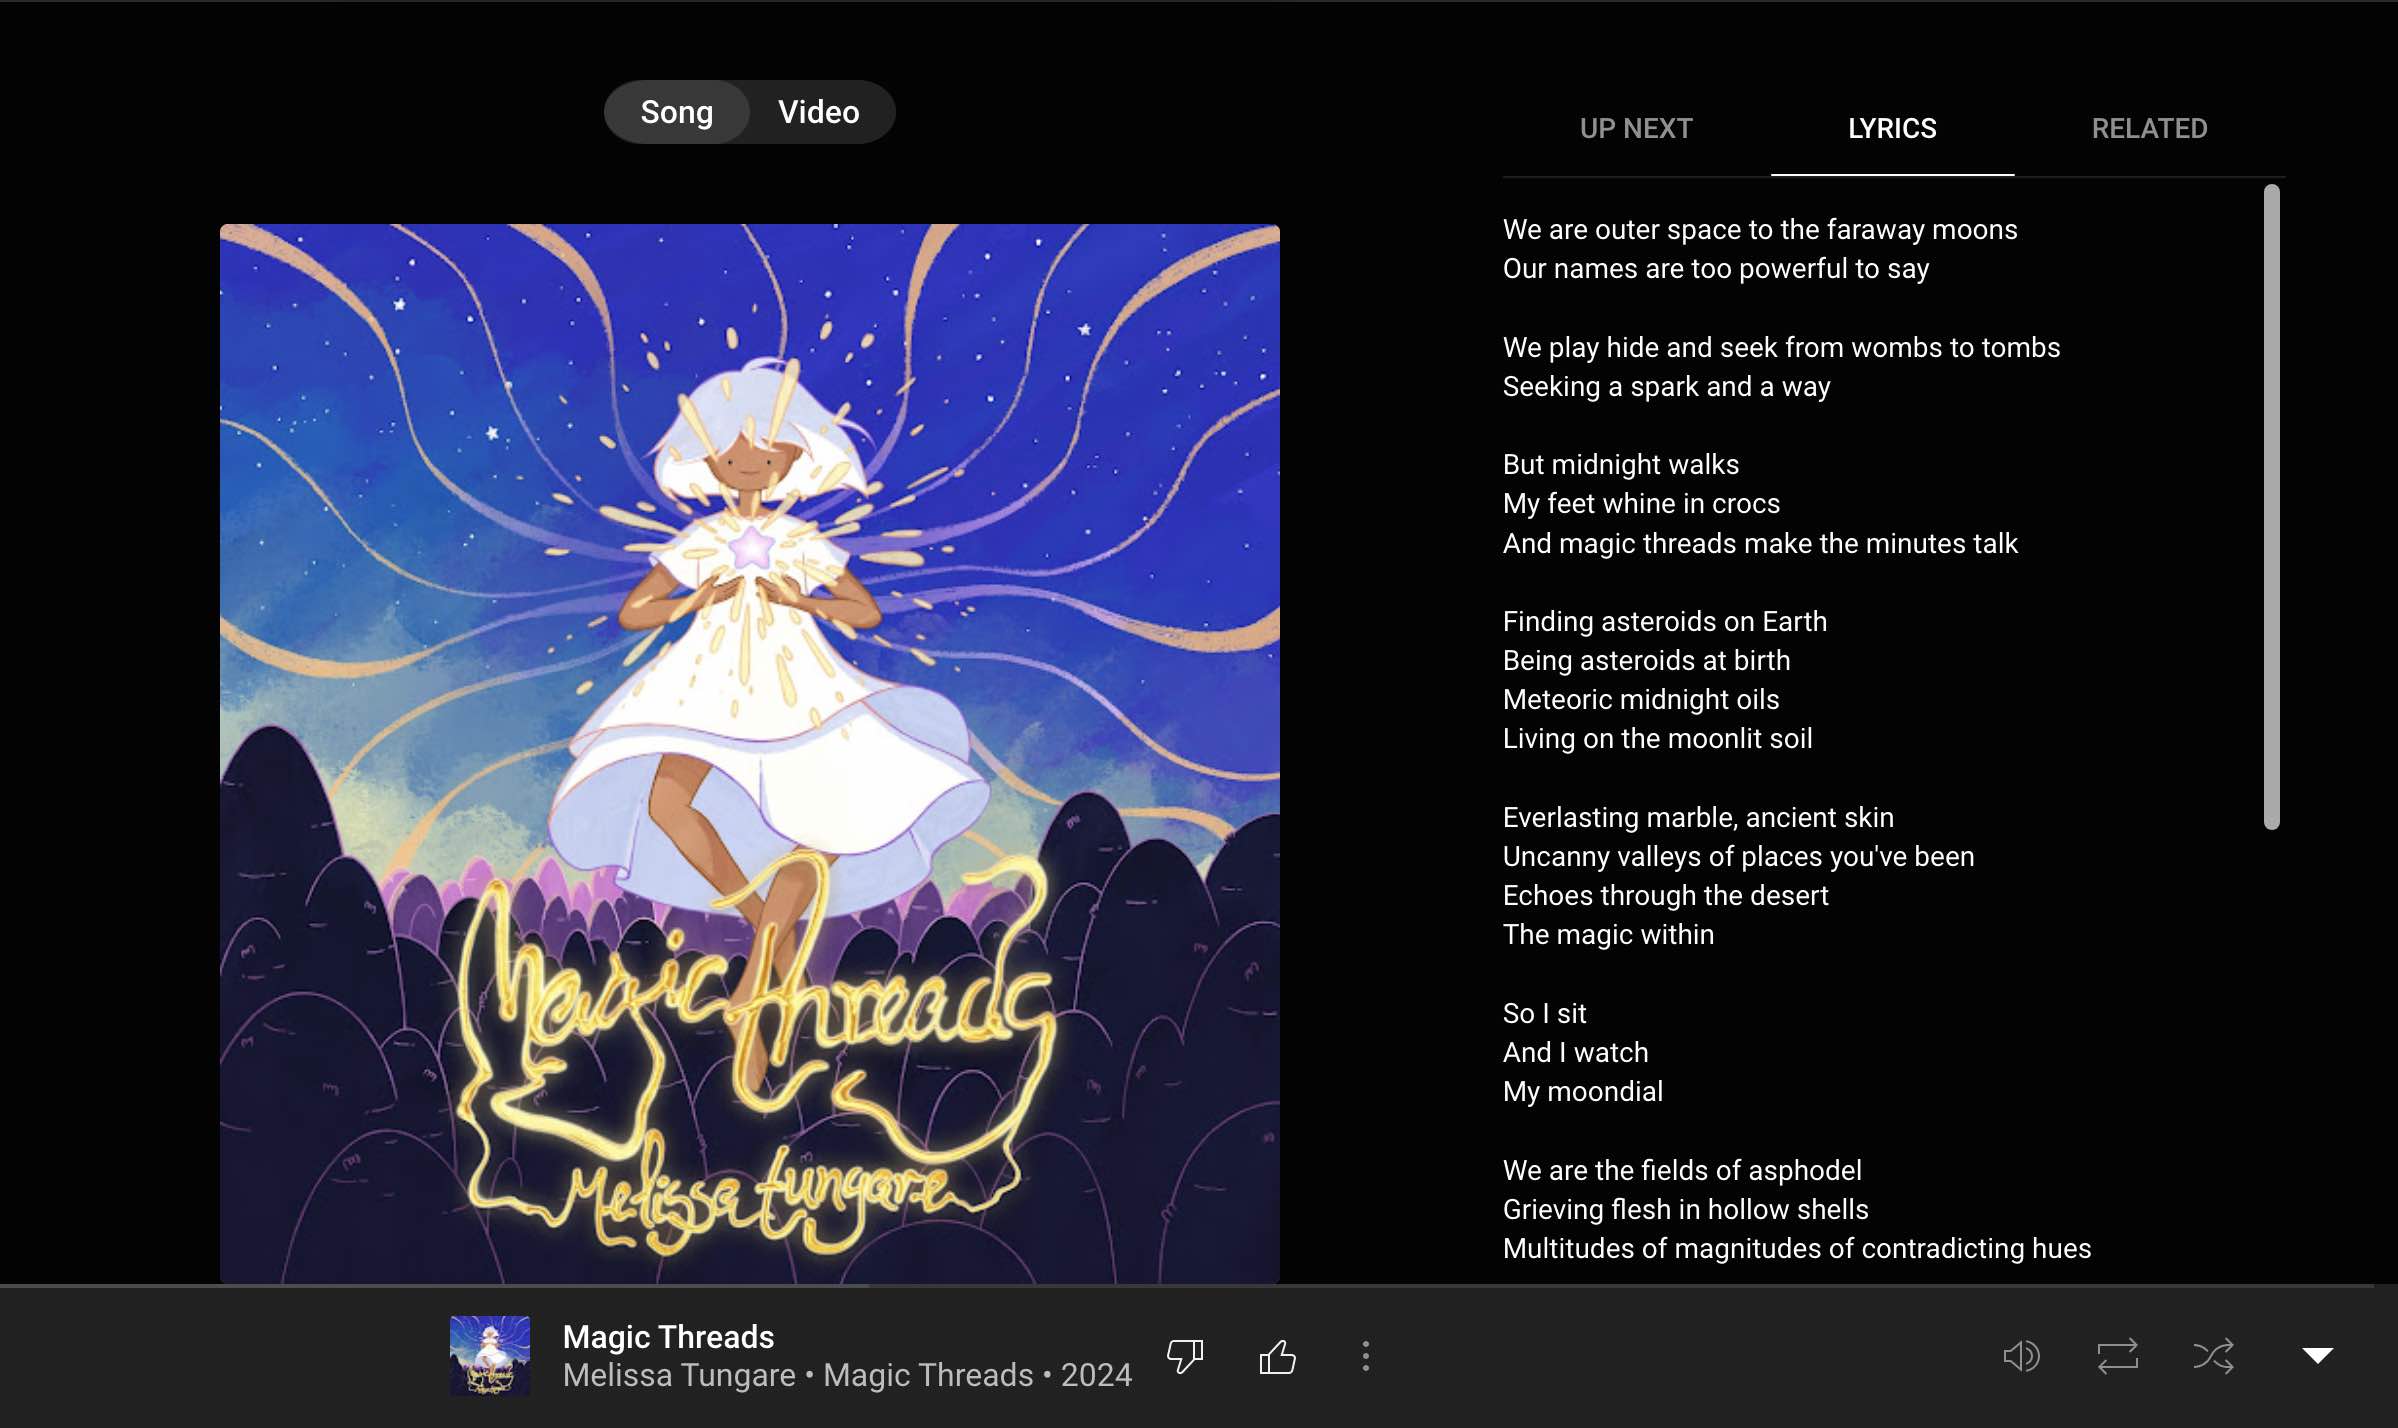 Song Video
UP NEXT LYRICS RELATED
Magic threads
Melissa tungare
We are outer space to the faraway moons
Our names are too powerful to say
We play hide and seek from wombs to tombs
Seeking a spark and a way
But midnight walks
My feet whine in crocs
And magic threads make the minutes talk
Finding asteroids on Earth
Being asteroids at birth
Meteoric midnight oils
Living on the moonlit soil
Everlasting marble, ancient skin
Uncanny valleys of places you've been
Echoes through the desert
The magic within
So I sit
And I watch
My moondial
We are the fields of asphodel
Grieving flesh in hollow shells
Multitudes of magnitudes of contradicting hues
Magic Threads
Melissa Tungare • Magic Threads • 2024